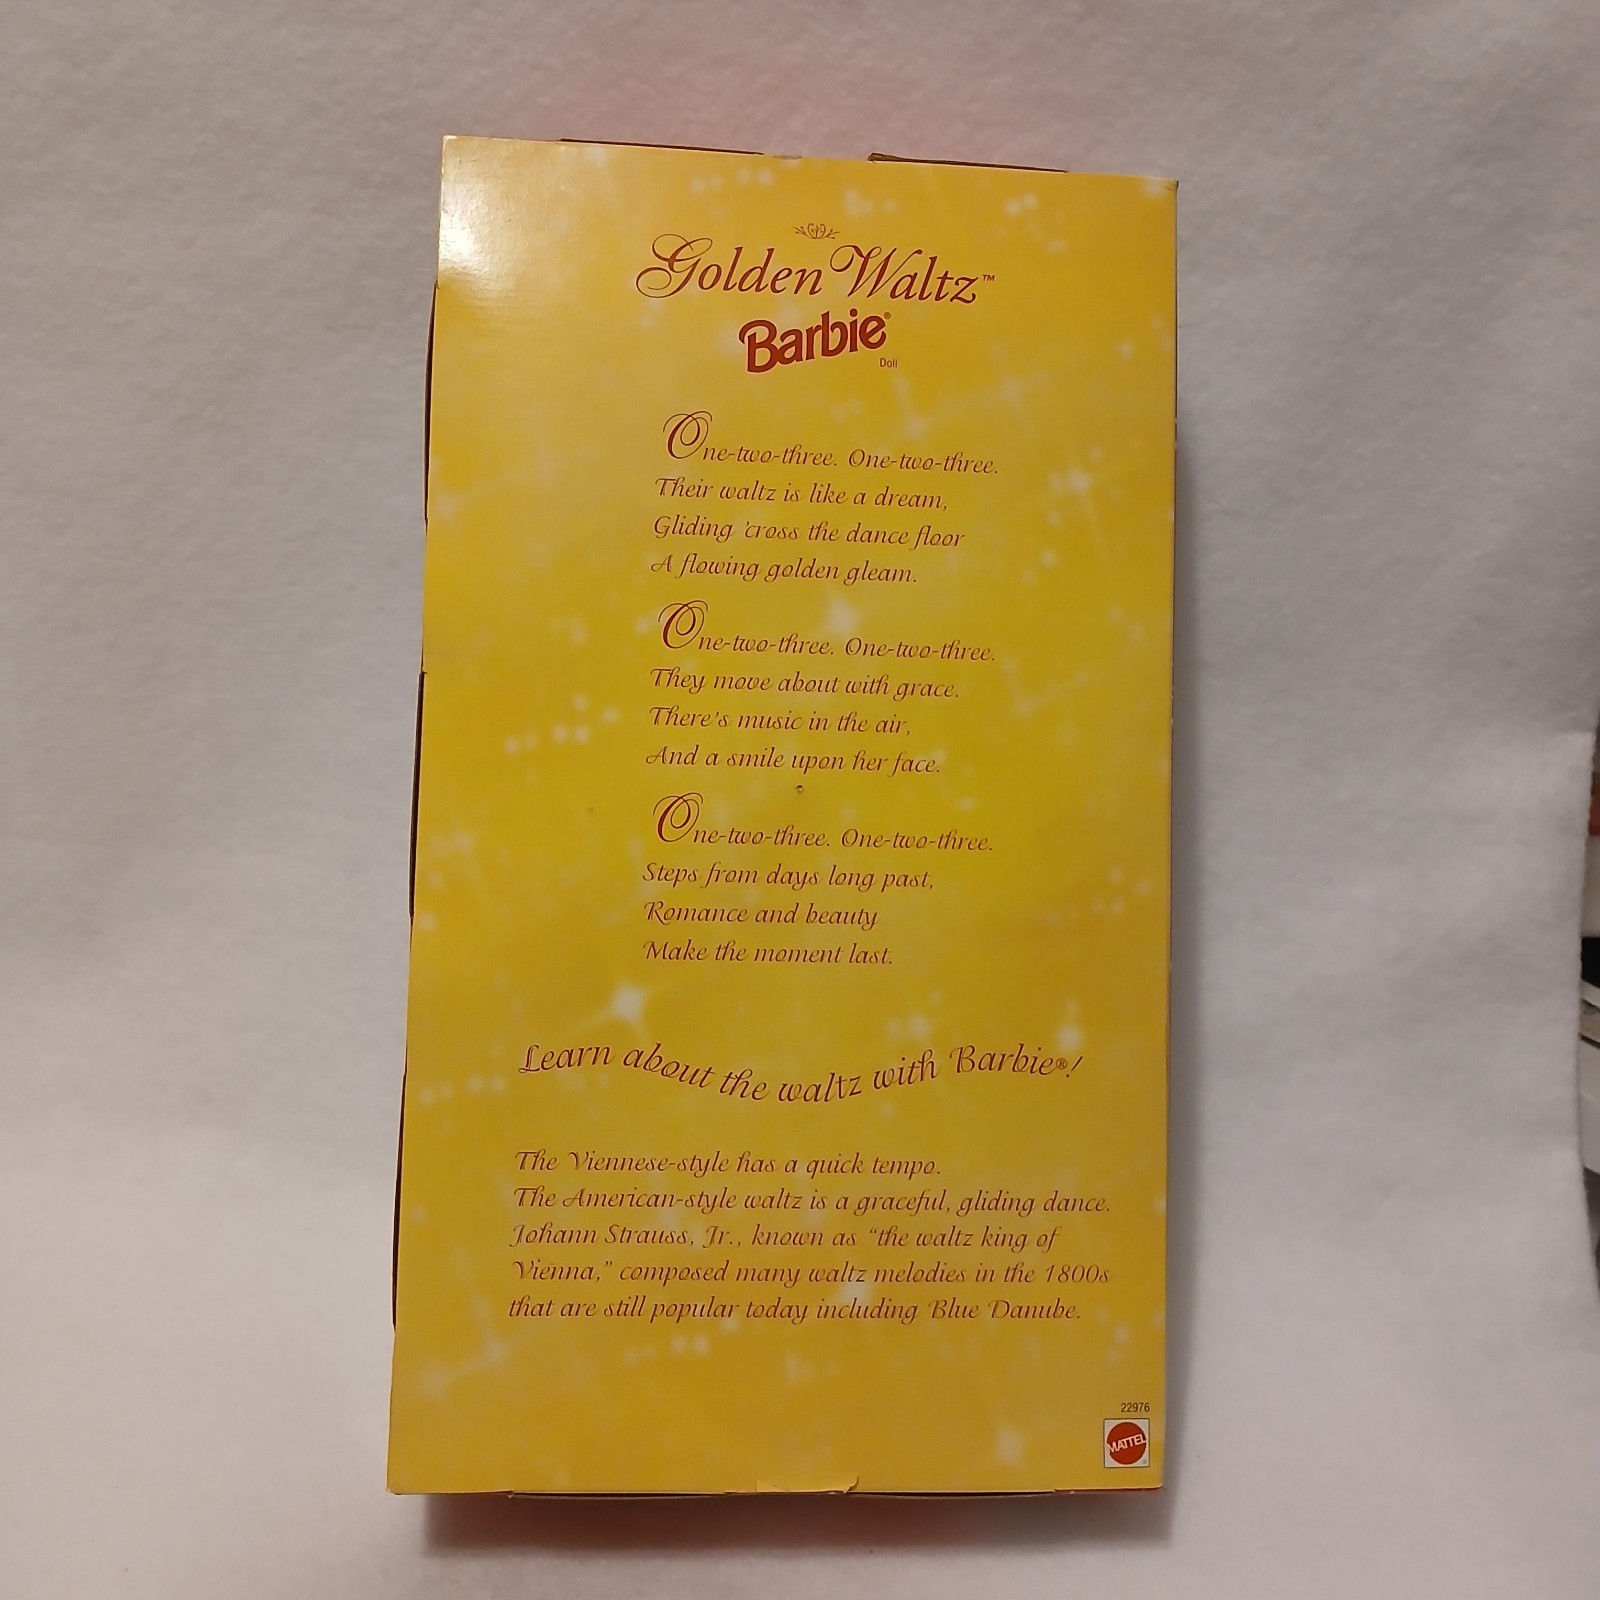 Golden Waltz™
Barbie®
Doll
One-two-three. One-two-three.
Their waltz is like a dream,
Gliding 'cross the dance floor
A flowing golden gleam.
One-two-three. One-two-three.
They move about with grace.
There's music in the air,
And a smile upon her face.
One-two-three. One-two-three.
Steps from days long past,
Romance and beauty
Make the moment last.
Learn about the waltz with Barbie®!
The Viennese-style has a quick tempo.
The American-style waltz is a graceful, gliding dance.
Johann Strauss, Jr., known as “the waltz king of
Vienna,” composed many waltz melodies in the 1800s
that are still popular today including Blue Danube.
22976
MATTEL